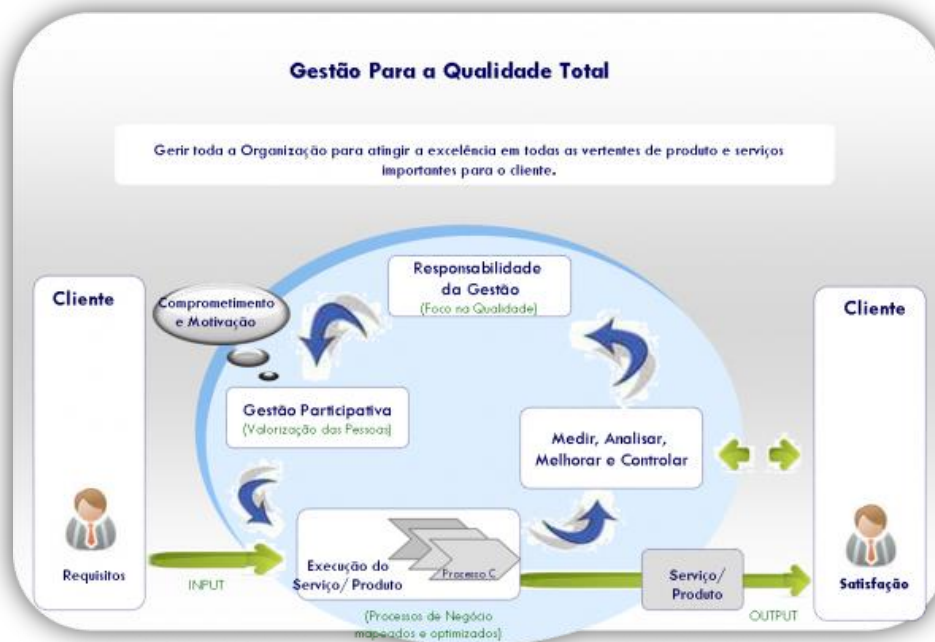 Gestão Para a Qualidade Total
Gerir toda a Organização para atingir a excelência em todas as vertentes de produto e serviços
importantes para o cliente.
Cliente
Comprometimento
e Motivação
Responsabilidade
da Gestão
(Foco na Qualidade)
Cliente
Gestão Participativa
(Valorização das Pessoas)
Medir, Analisar,
Melhorar e Controlar
Requisitos
INPUT
Execução do
Serviço/ Produto
Processo C
(Processos de Negócio
mapeados e optimizados)
Serviço/
Produto
OUTPUT
Satisfação